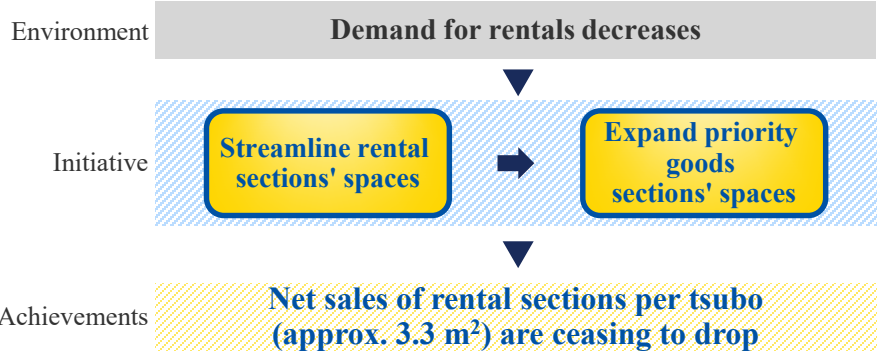 Environment
Demand for rentals decreases
Initiative
Streamline rental
sections' spaces
Expand priority
goods
sections' spaces
Achievements
Net sales of rental sections per tsubo
(approx. 3.3 m²) are ceasing to drop